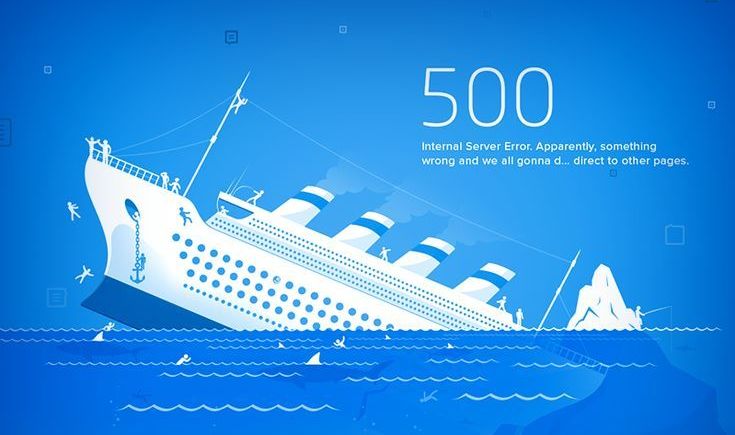 500
Internal Server Error. Apparently, something
wrong and we all gonna d... direct to other pages.